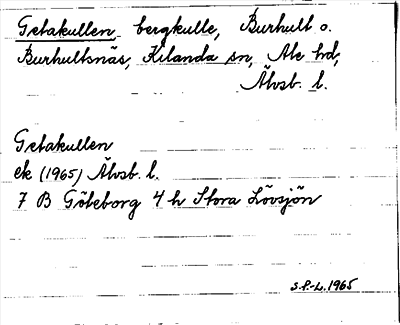 Getakullen, bergkulle, Burhult o.
Burhultsnäs, Kilanda sn, Ale hd,
Älvsb. l.
Getakullen
ek (1965) Älvsb. l.
7 B Göteborg 4 h Stora Lövsjön
S.P.-L. 1965